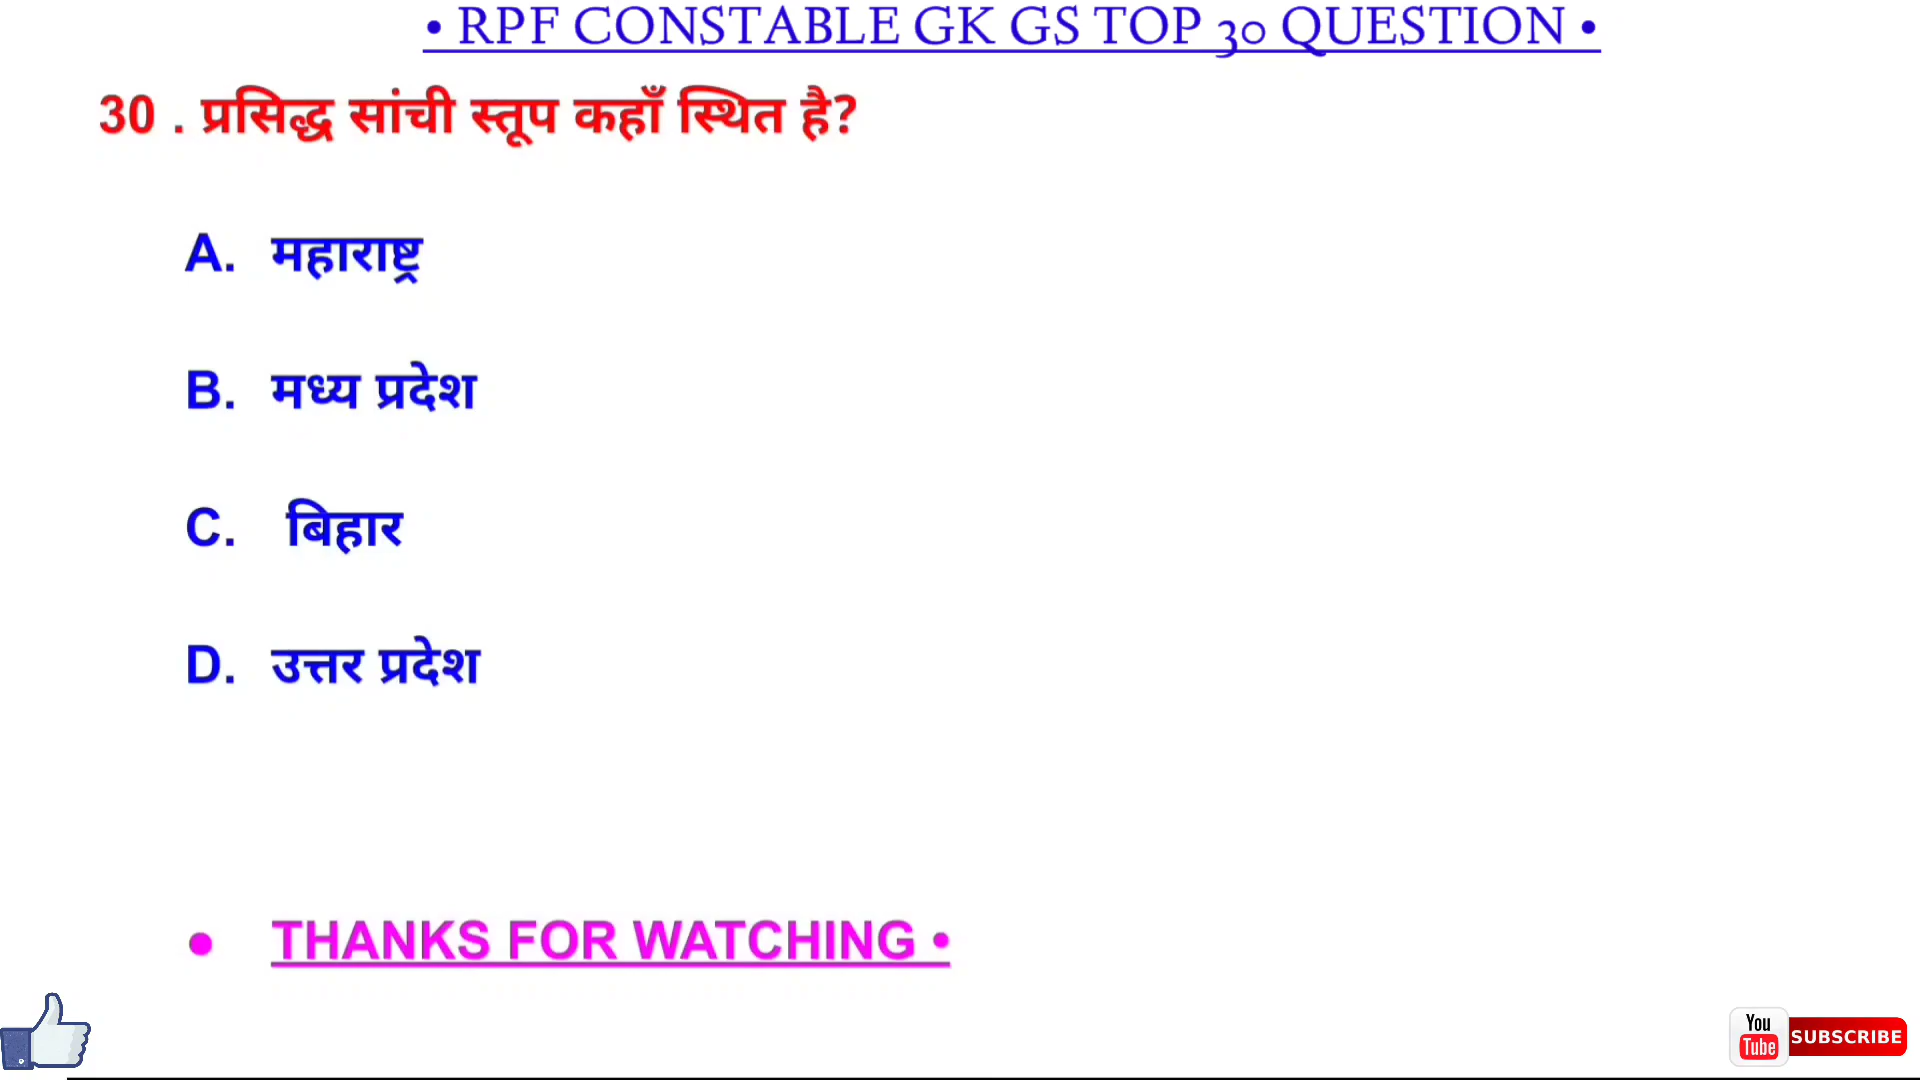 • RPF CONSTABLE GK GS TOP 30 QUESTION •
30 . प्रसिद्ध सांची स्तूप कहाँ स्थित है?
A. महाराष्ट्र
B. मध्य प्रदेश
C. बिहार
D. उत्तर प्रदेश
● THANKS FOR WATCHING •
You
Tube
SUBSCRIBE